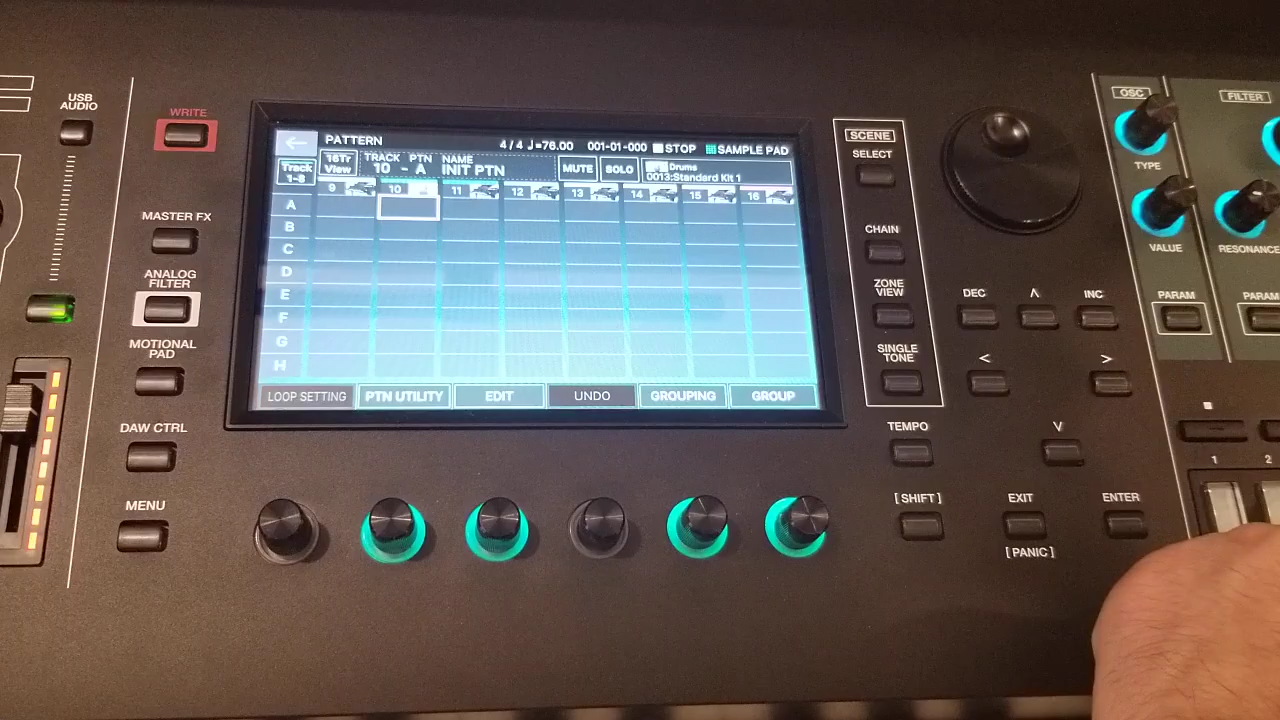 USB
AUDIO
WRITE
MASTER FX
ANALOG
FILTER
MOTIONAL
PAD
DAW CTRL
MENU
PATTERN
4/4 ♩=76.00 001-01-000 STOP SAMPLE PAD
Track
1-8
16Tr
View
TRACK PTN NAME
10 A INIT PTN
MUTE SOLO
Drums
0013:Standard Kit 1
9 10 11 12 13 14 15 16
A
B
C
D
E
F
G
H
LOOP SETTING PTN UTILITY EDIT UNDO GROUPING GROUP
SCENE
SELECT
CHAIN
ZONE
VIEW
SINGLE
TONE
TEMPO
[SHIFT]
DEC ∧ INC
< >
∨
EXIT
[PANIC]
ENTER
OSC
TYPE
VALUE
PARAM
FILTER
RESONANCE
PARAM
1 2